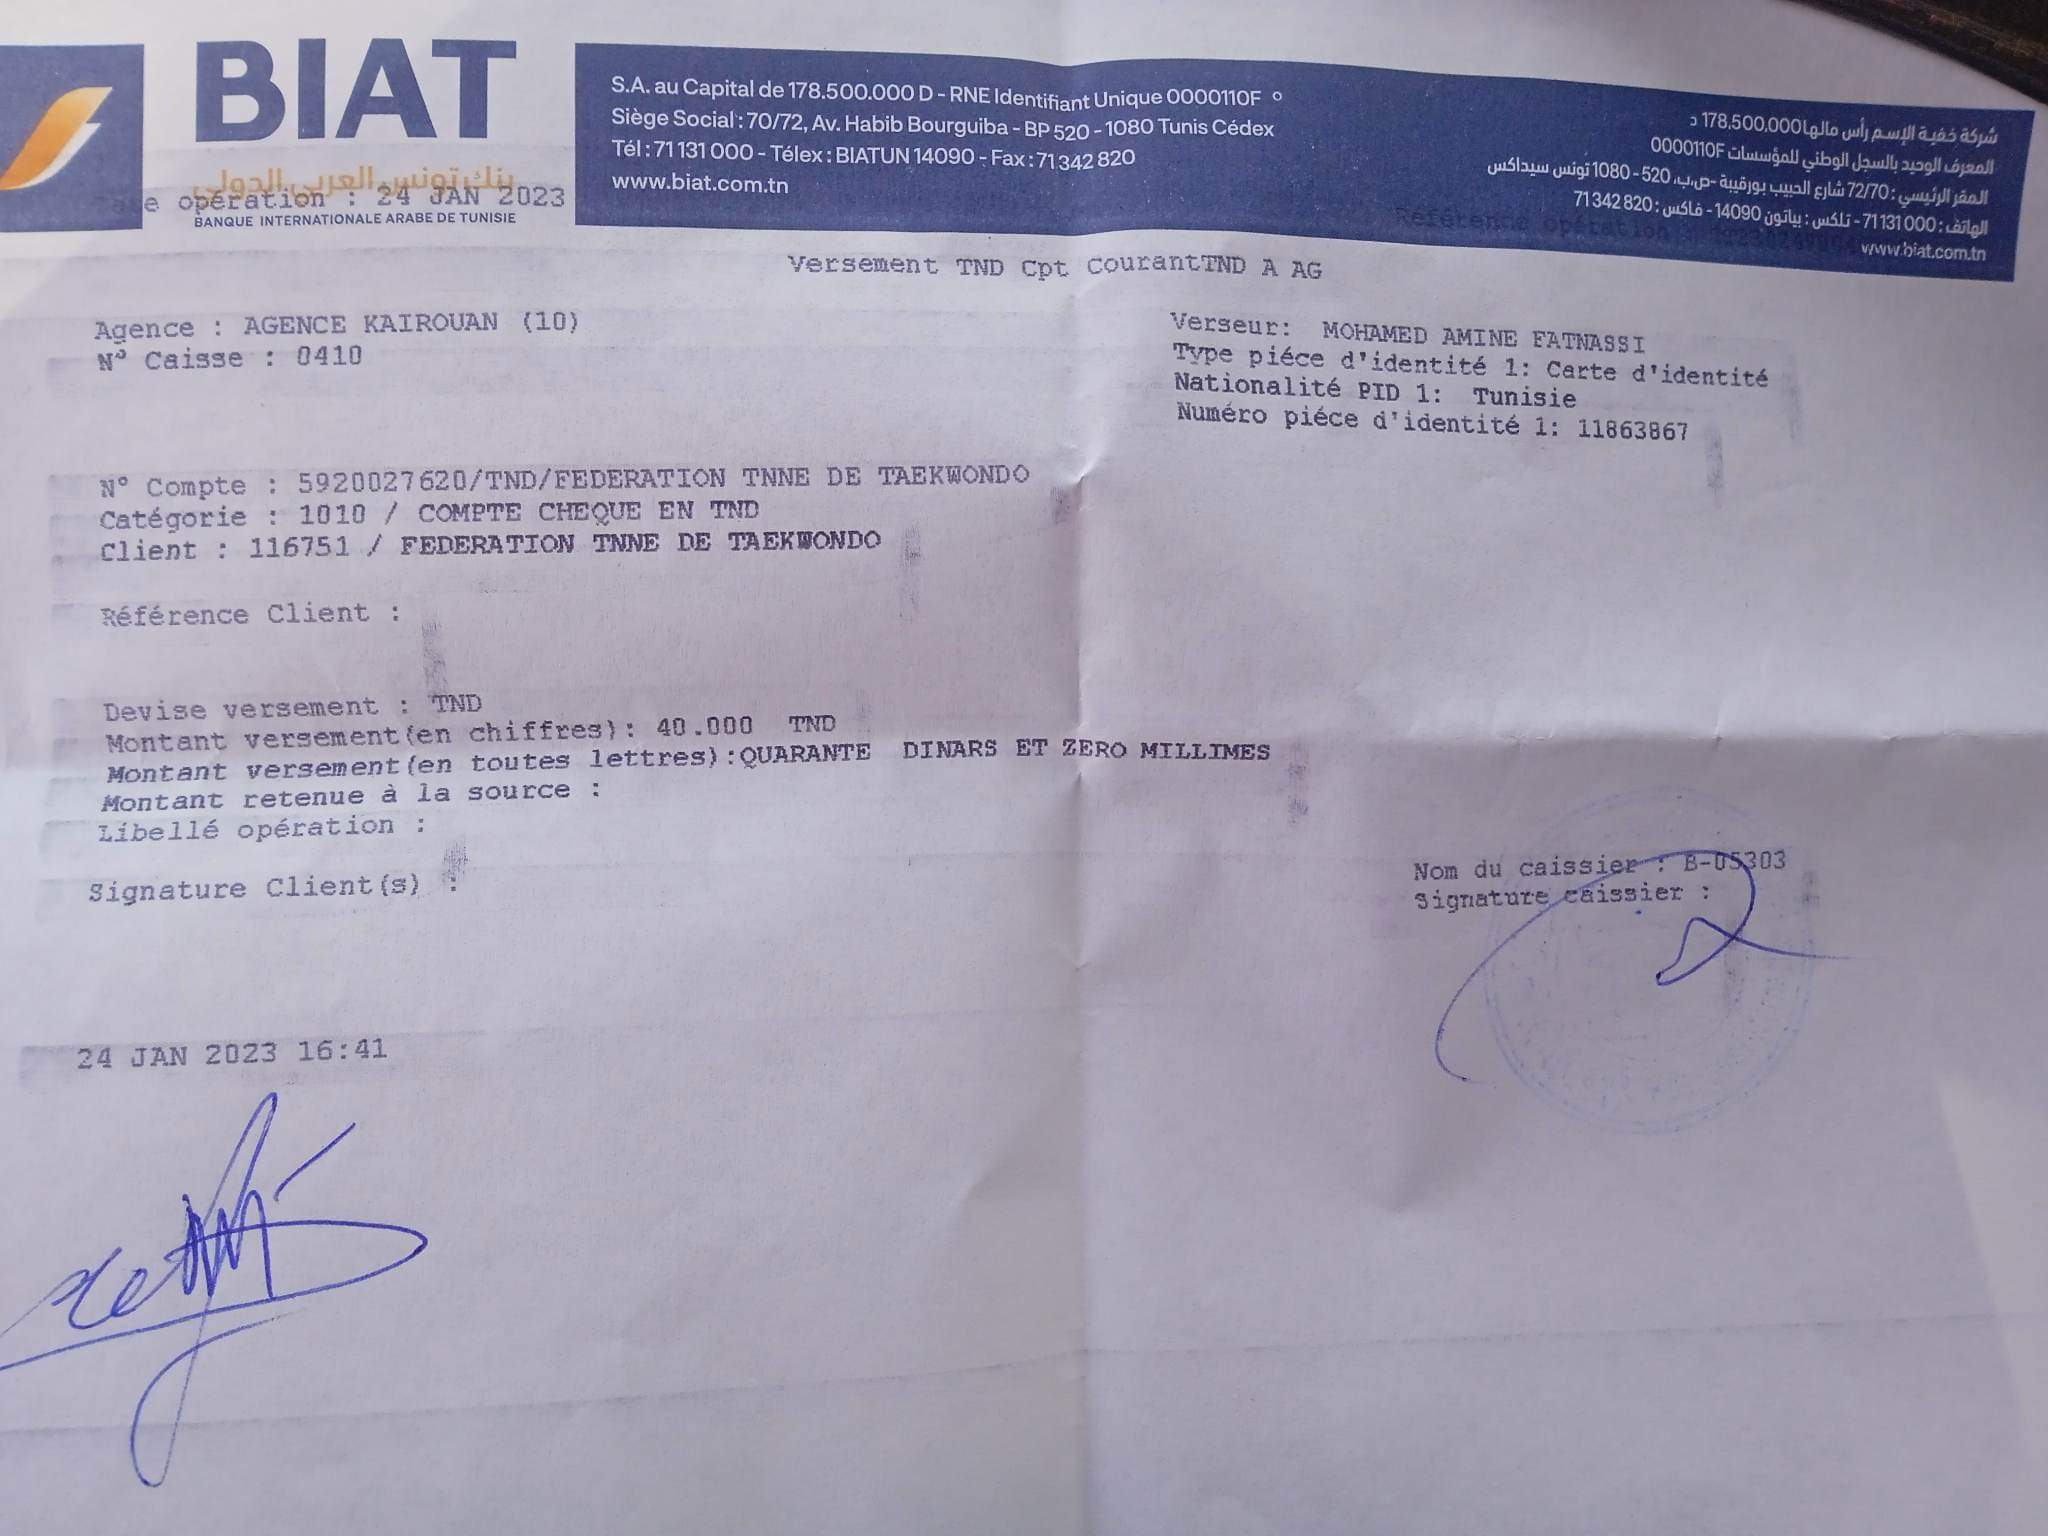 BIAT
بنك تونس العربي الدولي
BANQUE INTERNATIONALE ARABE DE TUNISIE
S.A. au Capital de 178.500.000 D - RNE Identifiant Unique 0000110F
Siège Social : 70/72, Av. Habib Bourguiba - BP 520 - 1080 Tunis Cédex
Tél : 71 131 000 - Télex : BIATUN 14090 - Fax : 71 342 820
www.biat.com.tn
شركة خفية الإسم رأس مالها 178.500.000 د
المعرف الوحيد بالسجل الوطني للمؤسسات 0000110F
المقر الرئيسي : 72/70 شارع الحبيب بورقيبة -ص.ب. 520 - 1080 تونس سيداكس
الهاتف : 71 131 000 - تلكس : بياتون 14090 - فاكس : 71 342 820
www.biat.com.tn
Date opération : 24 JAN 2023
Référence opération :
Versement TND Cpt CourantTND A AG
Agence : AGENCE KAIROUAN (10)
N° Caisse : 0410
Verseur: MOHAMED AMINE FATNASSI
Type piéce d'identité 1: Carte d'identité
Nationalité PID 1: Tunisie
Numéro piéce d'identité 1: 11863867
N° Compte : 5920027620/TND/FEDERATION TNNE DE TAEKWONDO
Catégorie : 1010 / COMPTE CHEQUE EN TND
Client : 116751 / FEDERATION TNNE DE TAEKWONDO
Référence Client :
Devise versement : TND
Montant versement(en chiffres): 40.000 TND
Montant versement(en toutes lettres):QUARANTE DINARS ET ZERO MILLIMES
Montant retenue à la source :
Libellé opération :
Signature Client(s) :
Nom du caissier : B-05303
Signature caissier :
24 JAN 2023 16:41